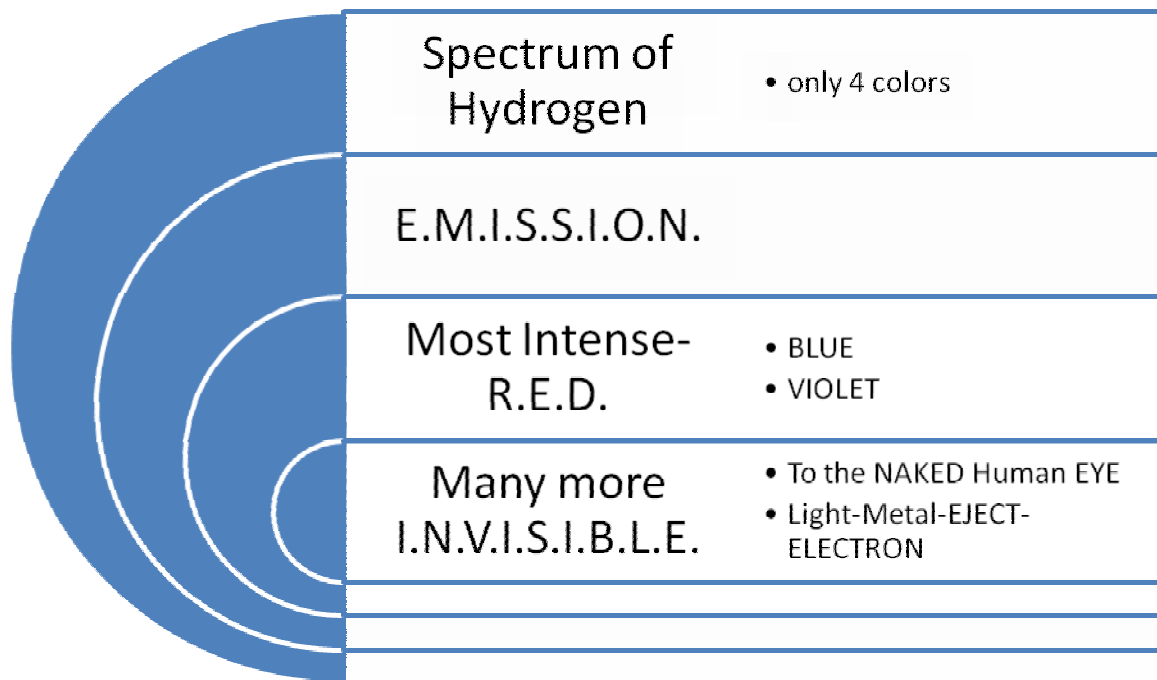 Spectrum of
Hydrogen
• only 4 colors
E.M.I.S.S.I.O.N.
Most Intense-
R.E.D.
• BLUE
• VIOLET
Many more
I.N.V.I.S.I.B.L.E.
• To the NAKED Human EYE
• Light-Metal-EJECT-
ELECTRON